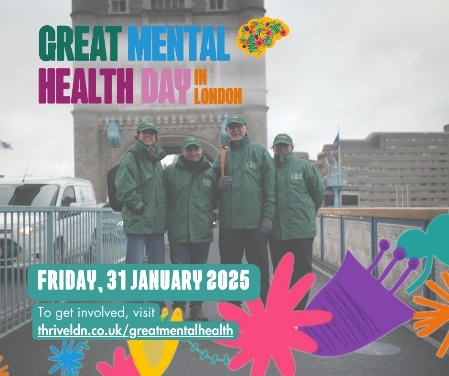 GREAT MENTAL
HEALTH DAY IN
LONDON
FRIDAY, 31 JANUARY 2025
To get involved, visit
thriveldn.co.uk/greatmentalhealth